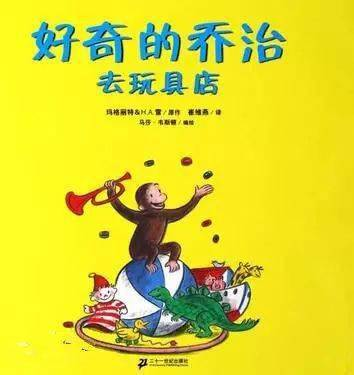 好奇的乔治
去玩具店
玛格丽特&H.A.雷/原作 崔维燕/译
马莎·韦斯顿/编绘
二十一世纪出版社